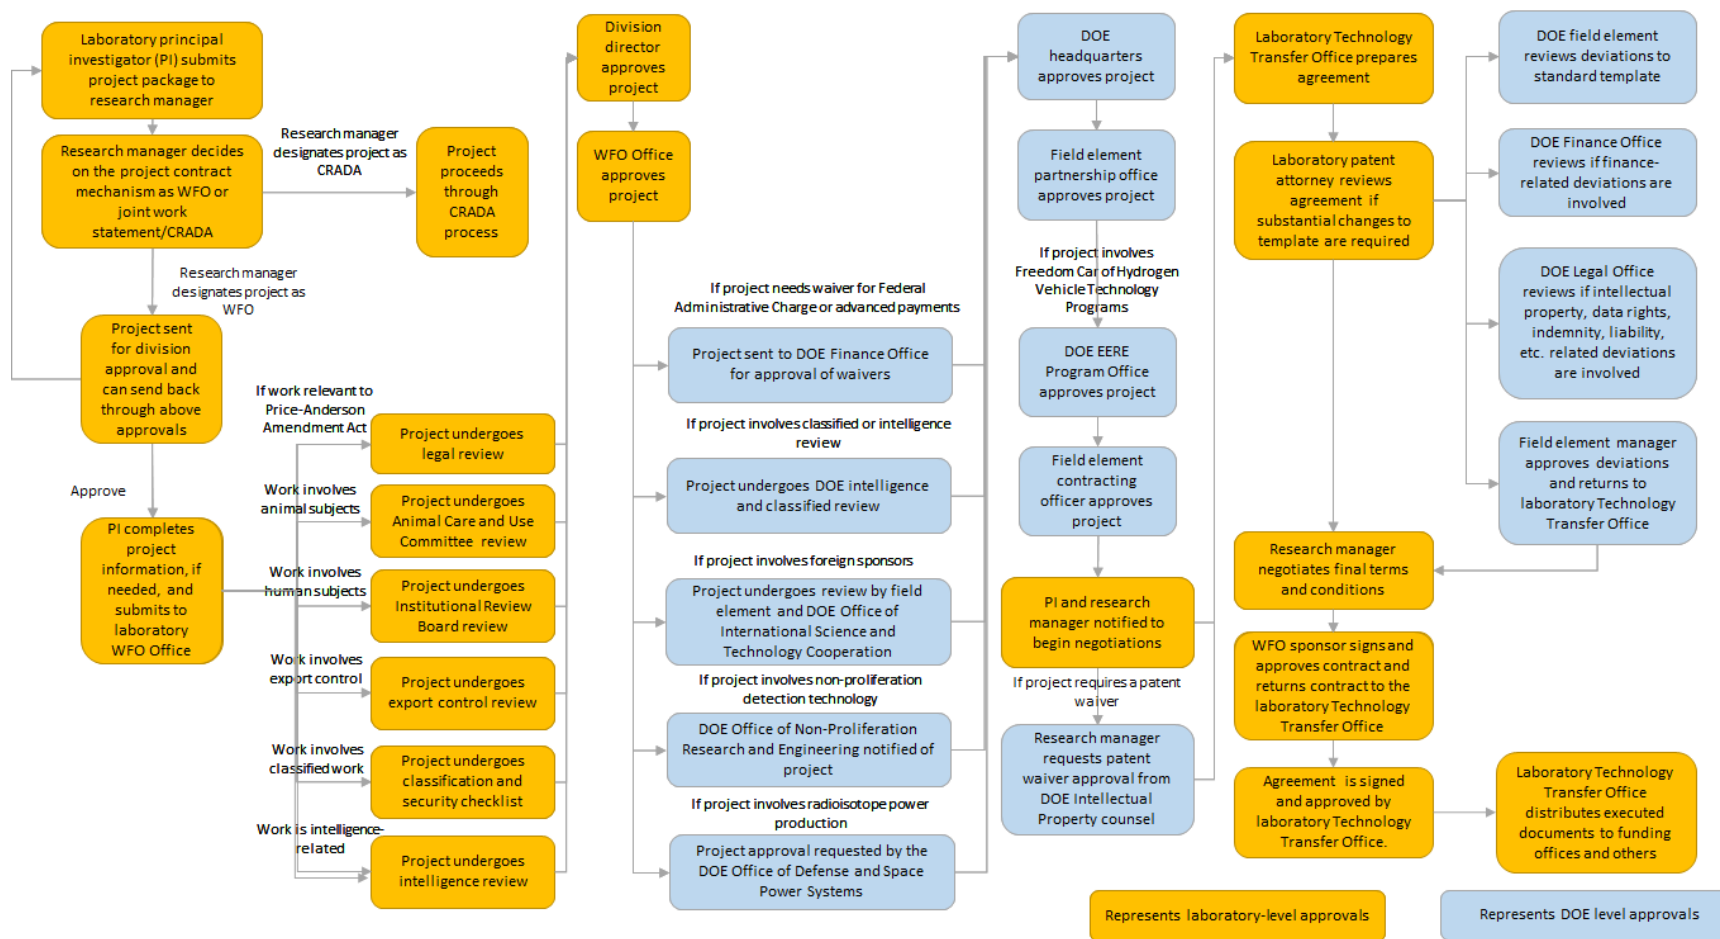 Laboratory principal
investigator (PI) submits
project package to
research manager
Research manager decides
on the project contract
mechanism as WFO or
joint work
statement/CRADA
Research manager
designates project as
CRADA
Project
proceeds
through
CRADA
process
Research manager
designates project as
WFO
Project sent
for division
approval and
can send back
through above
approvals
Approve
PI completes
project
information, if
needed, and
submits to
laboratory
WFO Office
If work relevant to
Price-Anderson
Amendment Act
Project undergoes
legal review
Work involves
animal subjects
Project undergoes
Animal Care and Use
Committee review
Work involves
human subjects
Project undergoes
Institutional Review
Board review
Work involves
export control
Project undergoes
export control review
Work involves
classified work
Project undergoes
classification and
security checklist
Work is intelligence-
related
Project undergoes
intelligence review
Division
director
approves
project
WFO Office
approves
project
If project needs waiver for Federal
Administrative Charge or advanced payments
Project sent to DOE Finance Office
for approval of waivers
If project involves classified or intelligence
review
Project undergoes DOE intelligence
and classified review
If project involves foreign sponsors
Project undergoes review by field
element and DOE Office of
International Science and
Technology Cooperation
If project involves non-proliferation
detection technology
DOE Office of Non-Proliferation
Research and Engineering notified of
project
If project involves radioisotope power
production
Project approval requested by the
DOE Office of Defense and Space
Power Systems
DOE
headquarters
approves project
Field element
partnership office
approves project
If project involves
Freedom Car of Hydrogen
Vehicle Technology
Programs
DOE EERE
Program Office
approves project
Field element
contracting
officer approves
project
PI and research
manager notified to
begin negotiations
If project requires a patent
waiver
Research manager
requests patent
waiver approval from
DOE Intellectual
Property counsel
Laboratory Technology
Transfer Office prepares
agreement
Laboratory patent
attorney reviews
agreement if
substantial changes to
template are required
DOE field element
reviews deviations to
standard template
DOE Finance Office
reviews if finance-
related deviations are
involved
DOE Legal Office
reviews if intellectual
property, data rights,
indemnity, liability,
etc. related deviations
are involved
Field element manager
approves deviations
and returns to
laboratory Technology
Transfer Office
Research manager
negotiates final terms
and conditions
WFO sponsor signs and
approves contract and
returns contract to the
laboratory Technology
Transfer Office
Agreement is signed
and approved by
laboratory Technology
Transfer Office.
Laboratory Technology
Transfer Office
distributes executed
documents to funding
offices and others
Represents laboratory-level approvals
Represents DOE level approvals